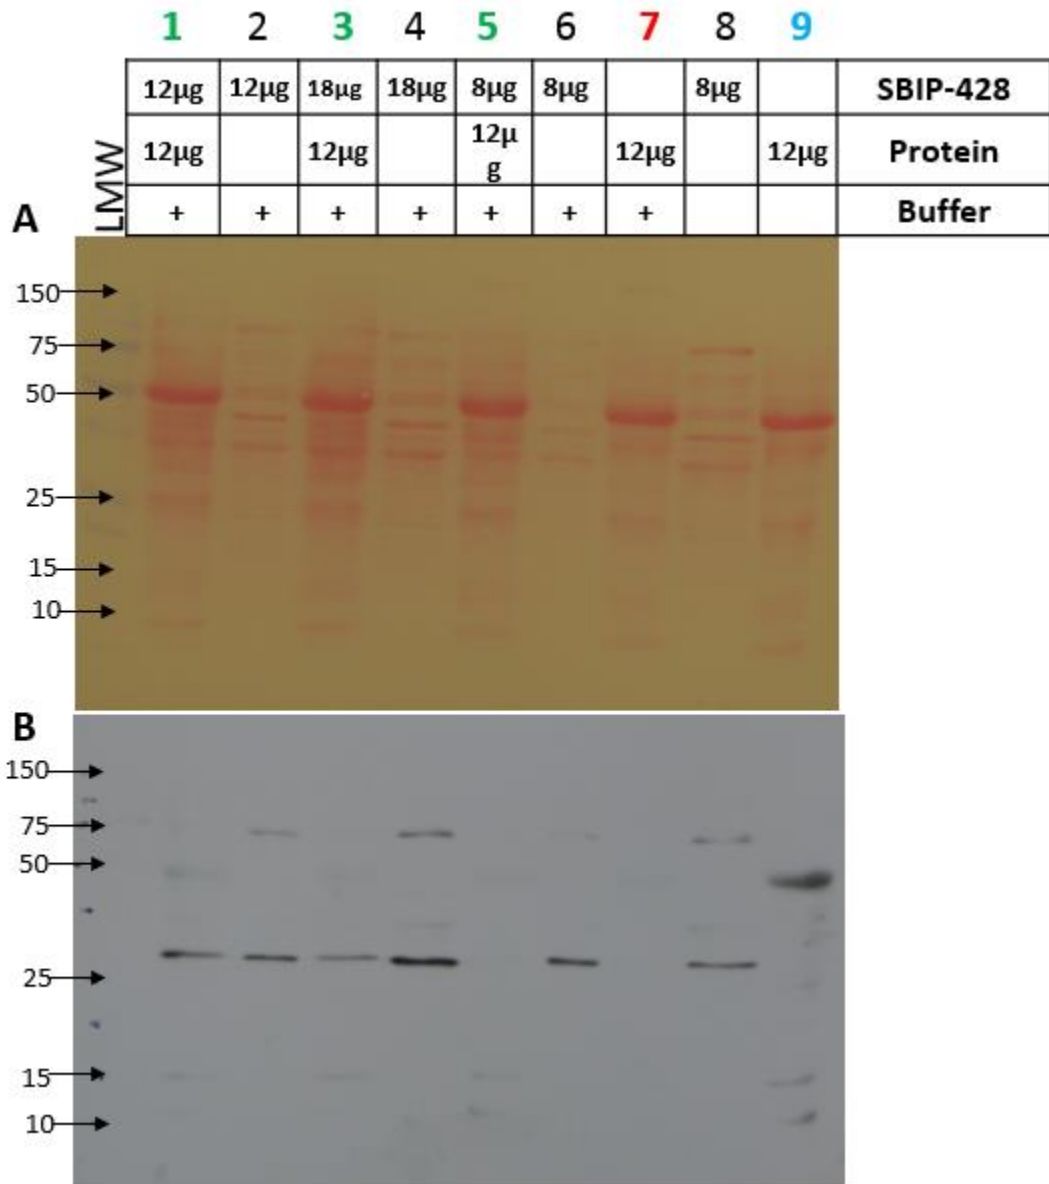 1 2 3 4 5 6 7 8 9
12µg 12µg 18µg 18µg 8µg 8µg 8µg SBIP-428
12µg 12µg 12µ
g 12µg 12µg Protein
+ + + + + + + Buffer
LMW
A
150
75
50
25
15
10
B
150
75
50
25
15
10